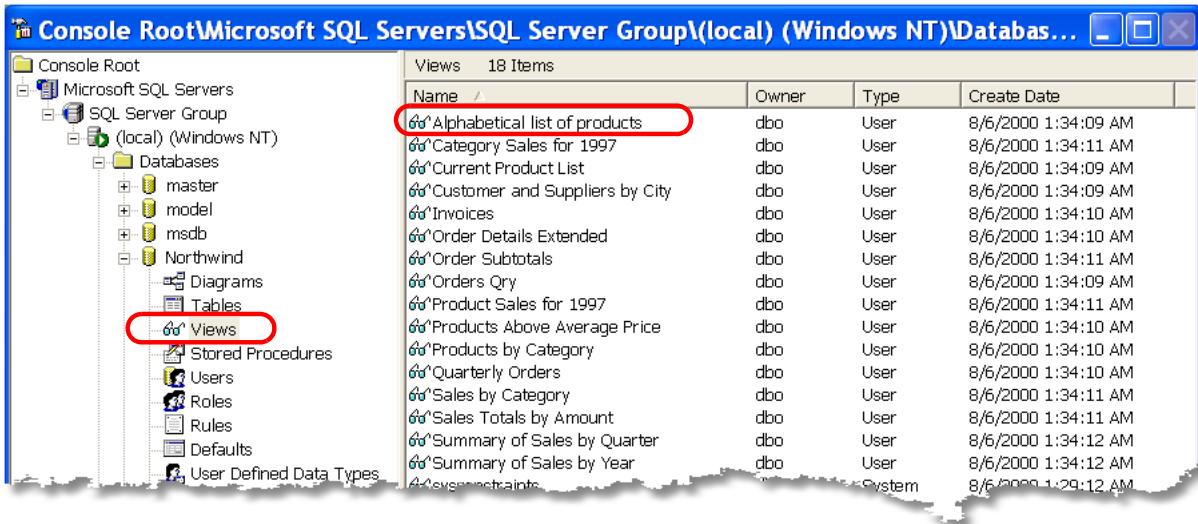 Console Root\Microsoft SQL Servers\SQL Server Group\(local) (Windows NT)\Databas...
Console Root
Microsoft SQL Servers
SQL Server Group
(local) (Windows NT)
Databases
master
model
msdb
Northwind
Diagrams
Tables
Views
Stored Procedures
Users
Roles
Rules
Defaults
User Defined Data Types
Views 18 Items
Name Owner Type Create Date
Alphabetical list of products dbo User 8/6/2000 1:34:09 AM
Category Sales for 1997 dbo User 8/6/2000 1:34:11 AM
Current Product List dbo User 8/6/2000 1:34:09 AM
Customer and Suppliers by City dbo User 8/6/2000 1:34:09 AM
Invoices dbo User 8/6/2000 1:34:10 AM
Order Details Extended dbo User 8/6/2000 1:34:10 AM
Order Subtotals dbo User 8/6/2000 1:34:11 AM
Orders Qry dbo User 8/6/2000 1:34:09 AM
Product Sales for 1997 dbo User 8/6/2000 1:34:11 AM
Products Above Average Price dbo User 8/6/2000 1:34:10 AM
Products by Category dbo User 8/6/2000 1:34:10 AM
Quarterly Orders dbo User 8/6/2000 1:34:10 AM
Sales by Category dbo User 8/6/2000 1:34:11 AM
Sales Totals by Amount dbo User 8/6/2000 1:34:11 AM
Summary of Sales by Quarter dbo User 8/6/2000 1:34:12 AM
Summary of Sales by Year dbo User 8/6/2000 1:34:12 AM
System 8/6/2000 1:29:12 AM